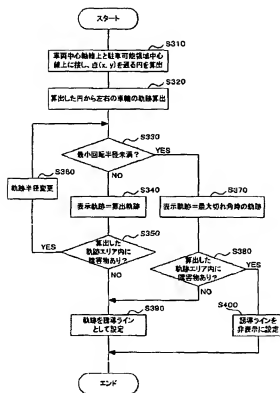 スタート
S310
車両中心軸線上と駐車可能領域中心
線上に接し、点(x, y)を通る円を算出
S320
算出した円から左右の車輪の軌跡算出
S330
最小回転半径未満?
YES
NO
S360
軌跡半径変更
S340
表示軌跡=算出軌跡
S370
表示軌跡=最大切れ角時の軌跡
S350
算出した
軌跡エリア内に
障害物あり?
YES
NO
S380
算出した
軌跡エリア内に
障害物あり?
YES
NO
S390
軌跡を誘導ライン
として設定
S400
誘導ラインを
非表示に設定
エンド